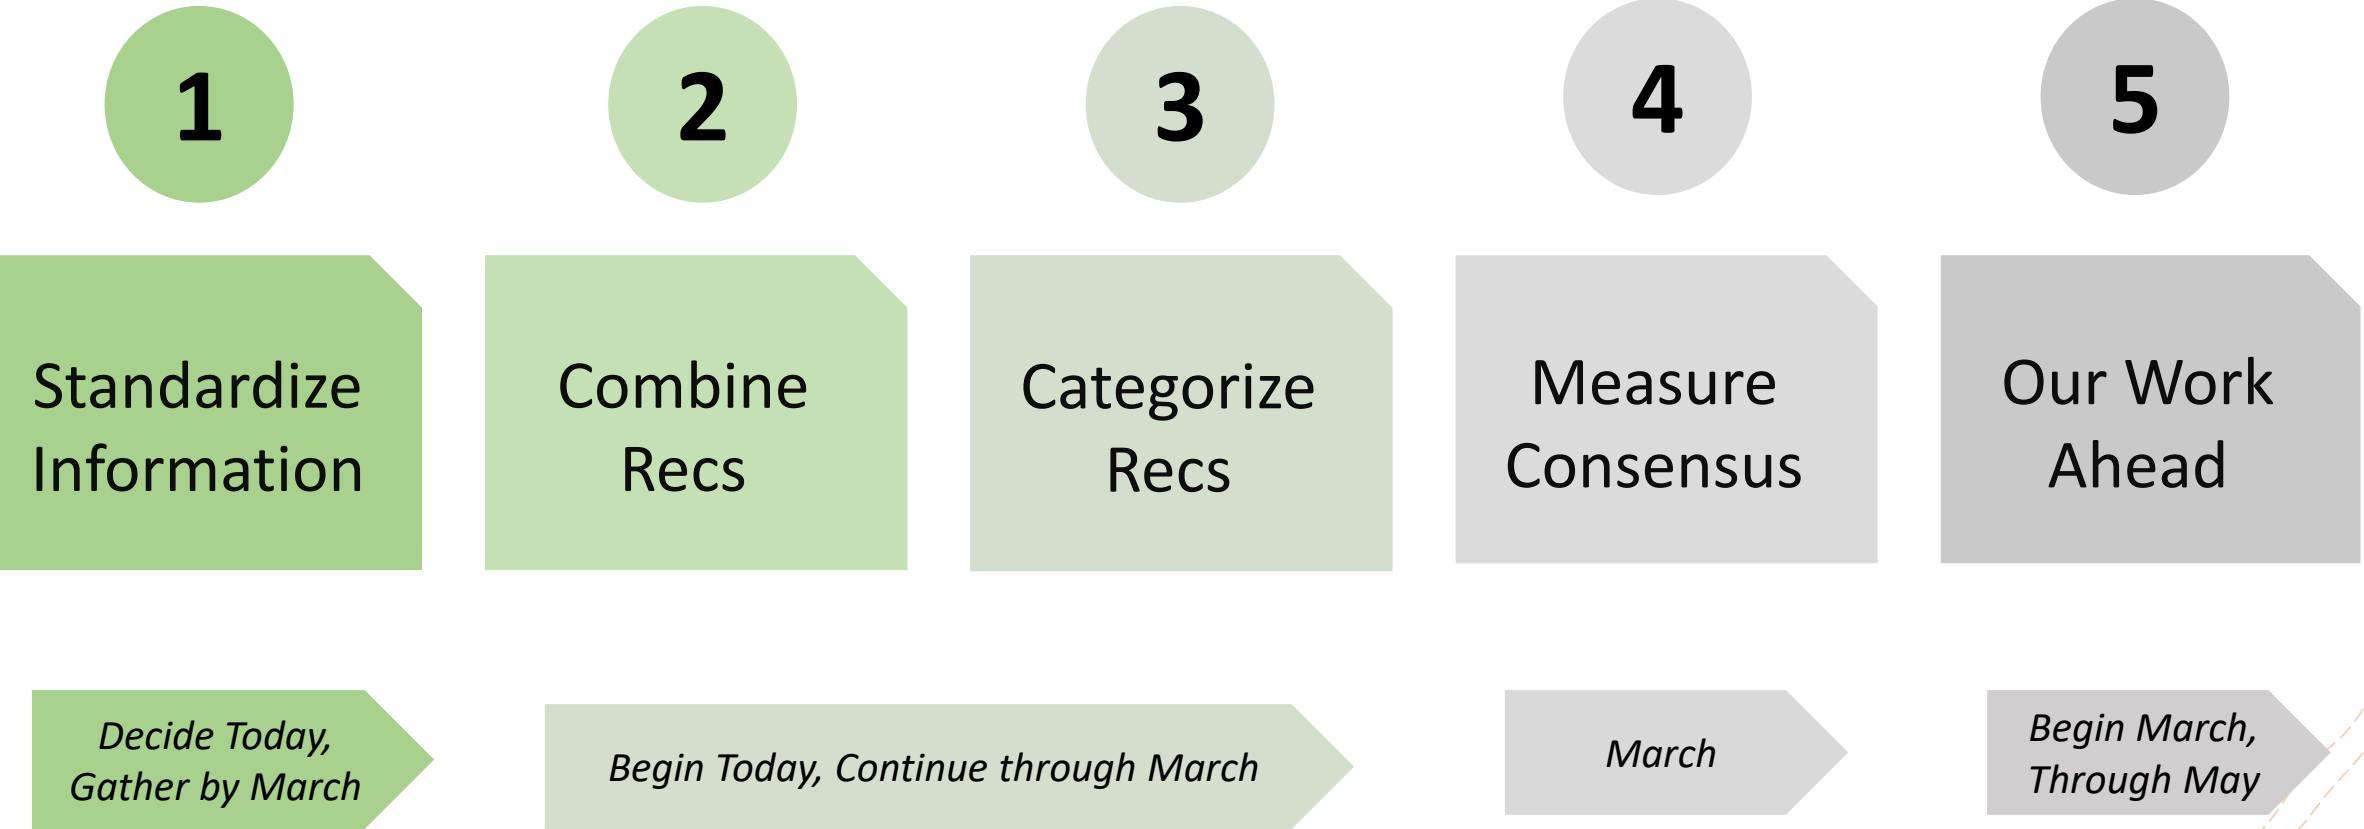 1
2
3
4
5
Standardize
Information
Combine
Recs
Categorize
Recs
Measure
Consensus
Our Work
Ahead
Decide Today,
Gather by March
Begin Today, Continue through March
March
Begin March,
Through May